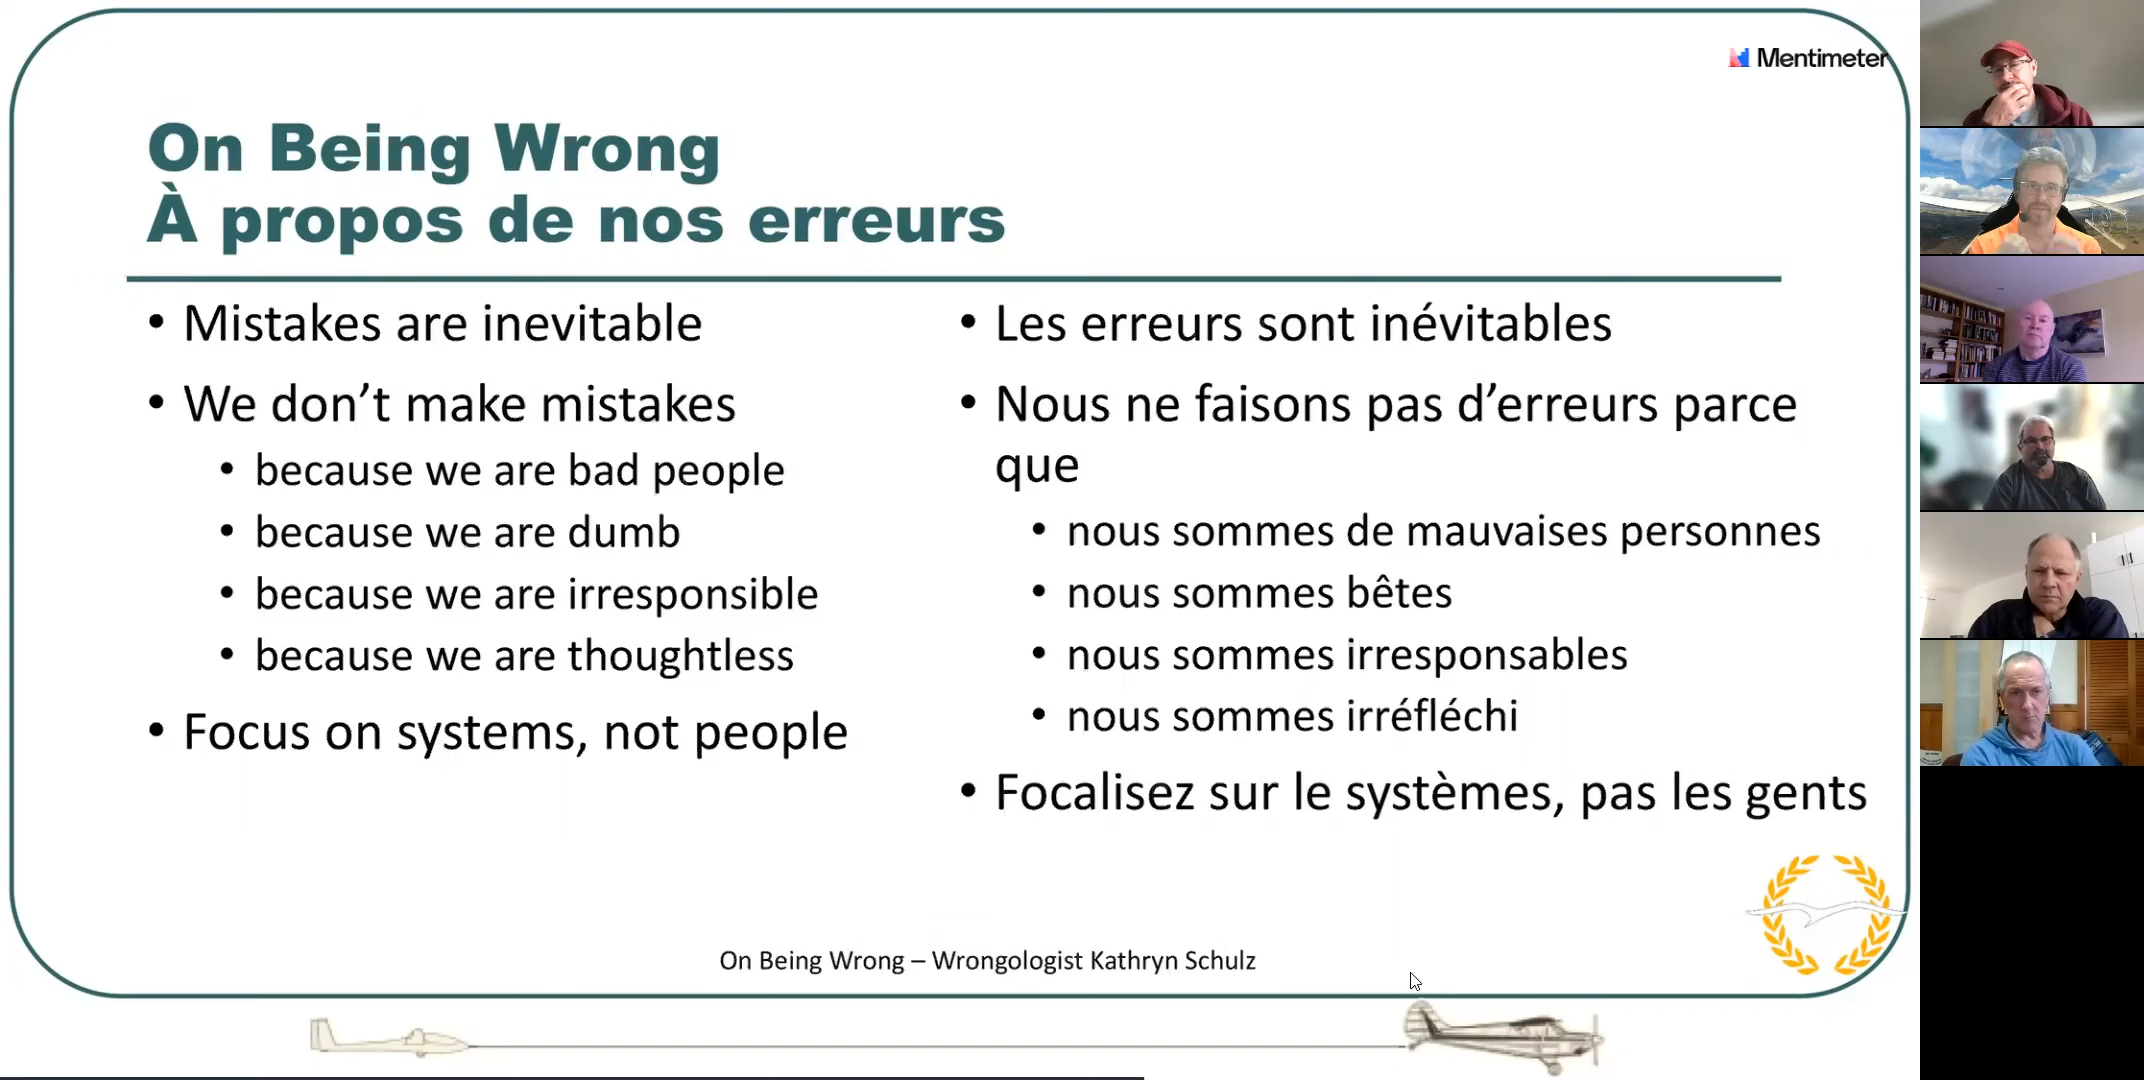 Mentimeter
On Being Wrong
À propos de nos erreurs
• Mistakes are inevitable
• We don’t make mistakes
• because we are bad people
• because we are dumb
• because we are irresponsible
• because we are thoughtless
• Focus on systems, not people
• Les erreurs sont inévitables
• Nous ne faisons pas d’erreurs parce
que
• nous sommes de mauvaises personnes
• nous sommes bêtes
• nous sommes irresponsables
• nous sommes irréfléchi
• Focalisez sur le systèmes, pas les gents
On Being Wrong – Wrongologist Kathryn Schulz